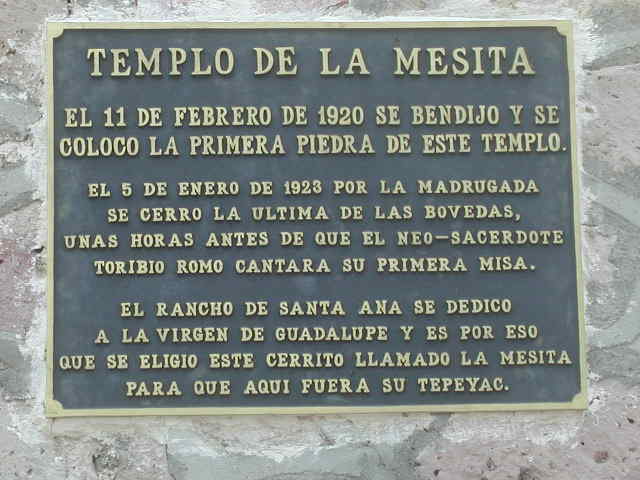 TEMPLO DE LA MESITA
EL 11 DE FEBRERO DE 1920 SE BENDIJO Y SE
COLOCO LA PRIMERA PIEDRA DE ESTE TEMPLO.
EL 5 DE ENERO DE 1923 POR LA MADRUGADA
SE CERRO LA ULTIMA DE LAS BOVEDAS,
UNAS HORAS ANTES DE QUE EL NEO-SACERDOTE
TORIBIO ROMO CANTARA SU PRIMERA MISA.
EL RANCHO DE SANTA ANA SE DEDICO
A LA VIRGEN DE GUADALUPE Y ES POR ESO
QUE SE ELIGIO ESTE CERRITO LLAMADO LA MESITA
PARA QUE AQUI FUERA SU TEPEYAC.